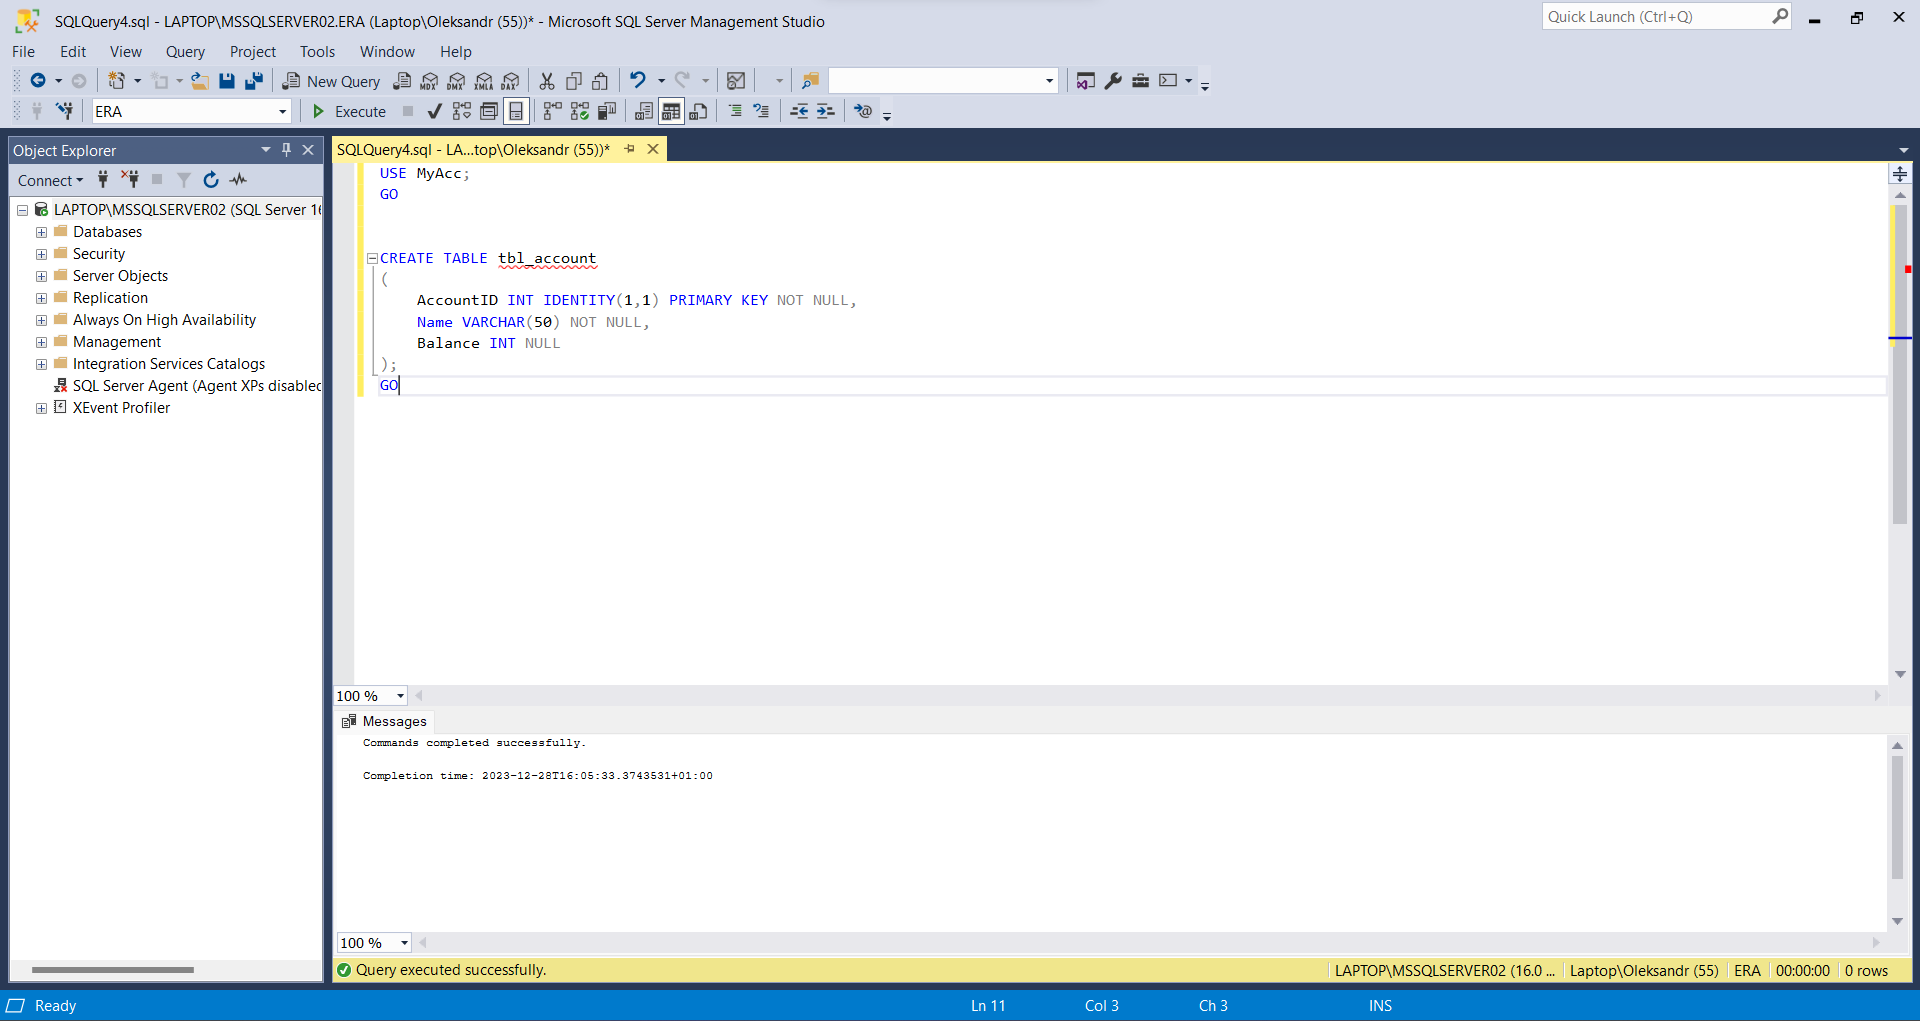 SQLQuery4.sql - LAPTOP\MSSQLSERVER02.ERA (Laptop\Oleksandr (55))* - Microsoft SQL Server Management Studio
Quick Launch (Ctrl+Q)
File Edit View Query Project Tools Window Help
New Query MDX DMX XMLA DAX
ERA Execute
Object Explorer
Connect
LAPTOP\MSSQLSERVER02 (SQL Server 16
Databases
Security
Server Objects
Replication
Always On High Availability
Management
Integration Services Catalogs
SQL Server Agent (Agent XPs disabled
XEvent Profiler
SQLQuery4.sql - LA...top\Oleksandr (55))*
USE MyAcc;
GO
CREATE TABLE tbl_account
(
AccountID INT IDENTITY(1,1) PRIMARY KEY NOT NULL,
Name VARCHAR(50) NOT NULL,
Balance INT NULL
);
GO
100 %
Messages
Commands completed successfully.
Completion time: 2023-12-28T16:05:33.3743531+01:00
100 %
Query executed successfully.
LAPTOP\MSSQLSERVER02 (16.0 ... Laptop\Oleksandr (55) ERA 00:00:00 0 rows
Ready Ln 11 Col 3 Ch 3 INS